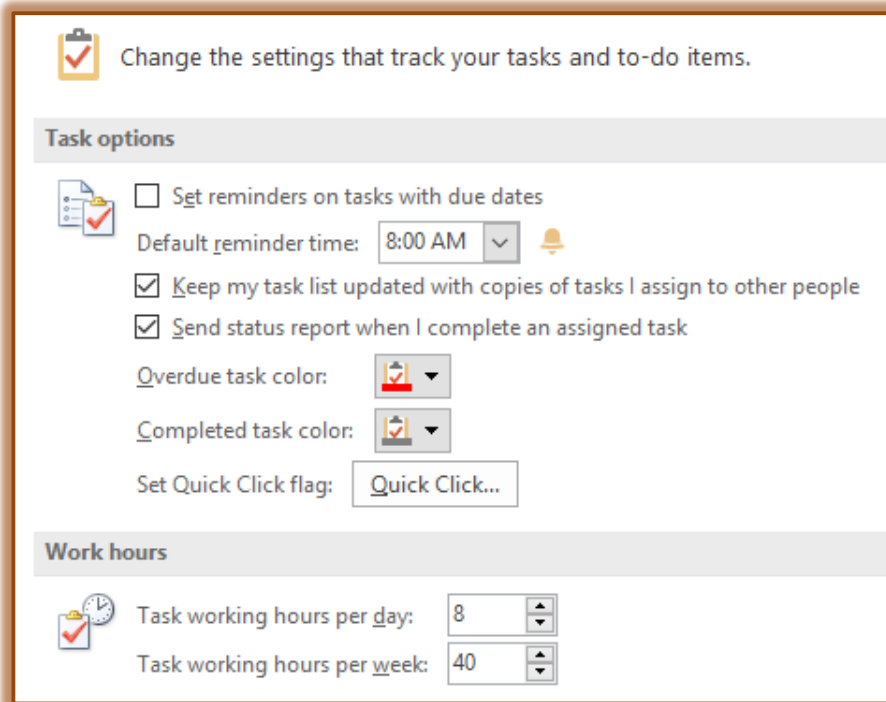 Change the settings that track your tasks and to-do items.
Task options
Set reminders on tasks with due dates
Default reminder time: 8:00 AM
Keep my task list updated with copies of tasks I assign to other people
Send status report when I complete an assigned task
Overdue task color:
Completed task color:
Set Quick Click flag: Quick Click...
Work hours
Task working hours per day: 8
Task working hours per week: 40